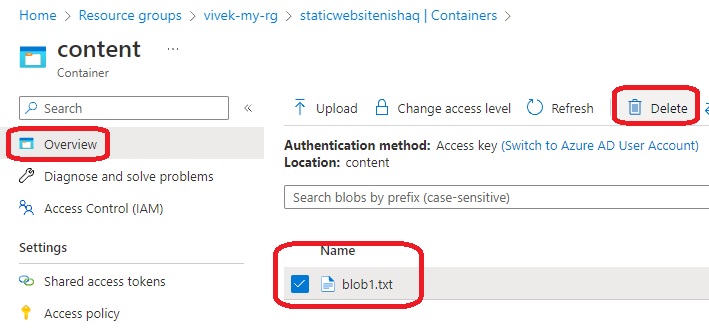 Home > Resource groups > vivek-my-rg > staticwebsitenishaq | Containers >
content ...
Container
Search «
Upload Change access level Refresh Delete
Overview
Authentication method: Access key (Switch to Azure AD User Account)
Diagnose and solve problems
Location: content
Access Control (IAM)
Search blobs by prefix (case-sensitive)
Settings
Name
Shared access tokens
blob1.txt
Access policy